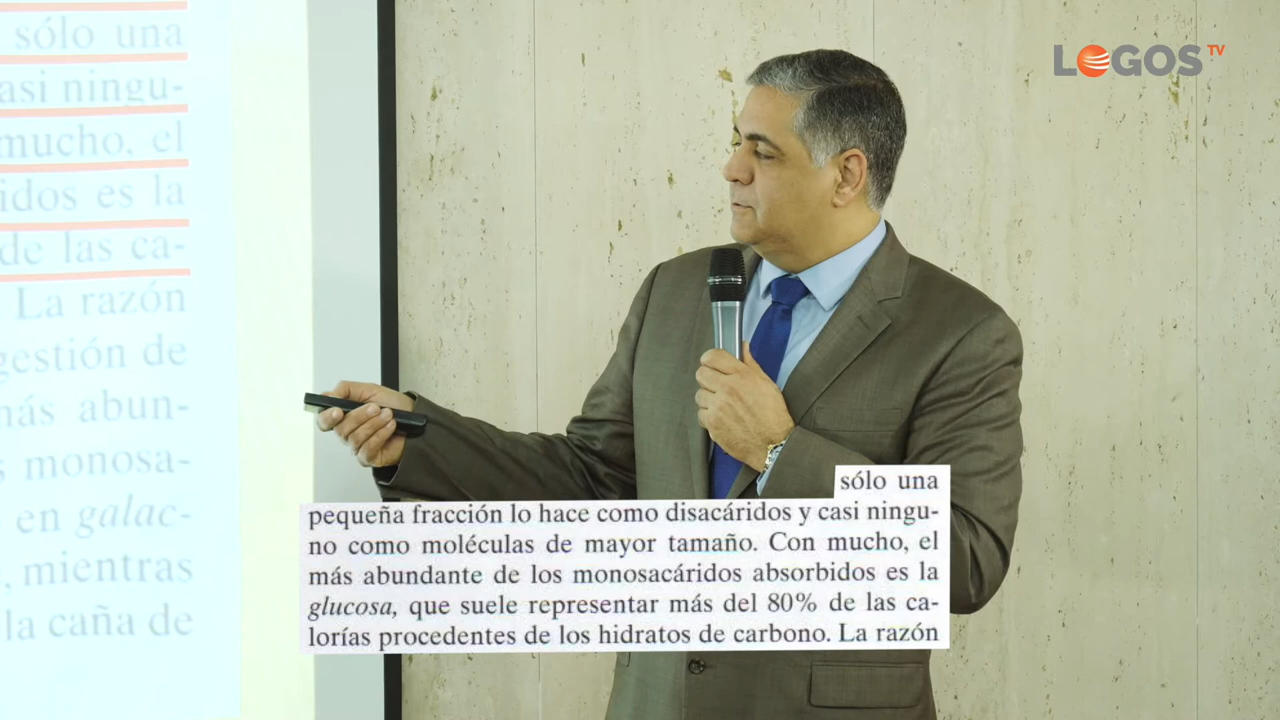 sólo una
asi ningu-
mucho, el
idos es la
de las ca-
La razón
gestión de
más abun-
s monosa-
en galac-
, mientras
la caña de
LOGOS TV
sólo una
pequeña fracción lo hace como disacáridos y casi ningu-
no como moléculas de mayor tamaño. Con mucho, el
más abundante de los monosacáridos absorbidos es la
glucosa, que suele representar más del 80% de las ca-
lorías procedentes de los hidratos de carbono. La razón